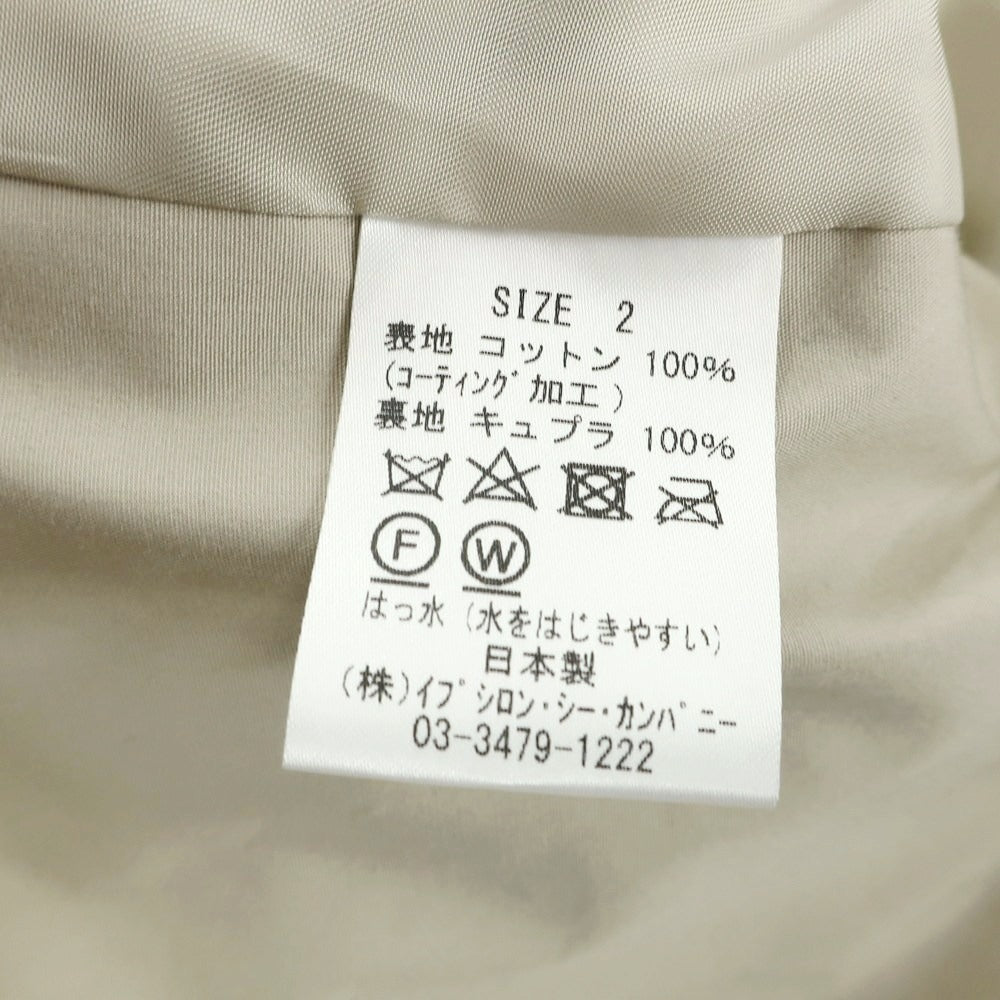 SIZE 2
表地 コットン 100%
(コーティング 加工)
裏地 キュプラ 100%
F W
はっ水 (水をはじきやすい)
日本製
(株)イプシロン・シー・カンパニー
03-3479-1222